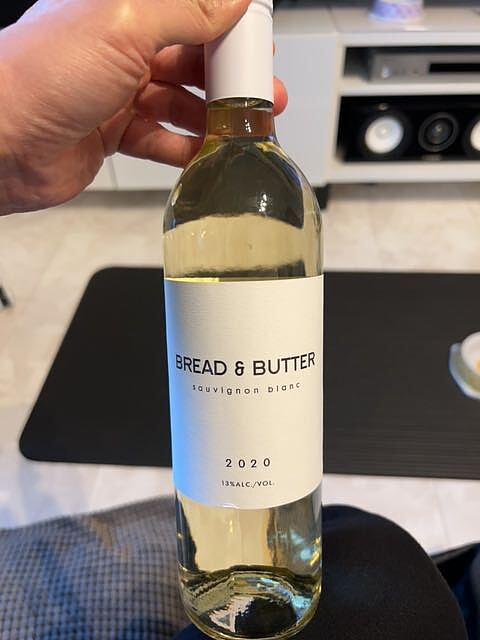 BREAD & BUTTER
sauvignon blanc
2020
13%ALC./VOL.